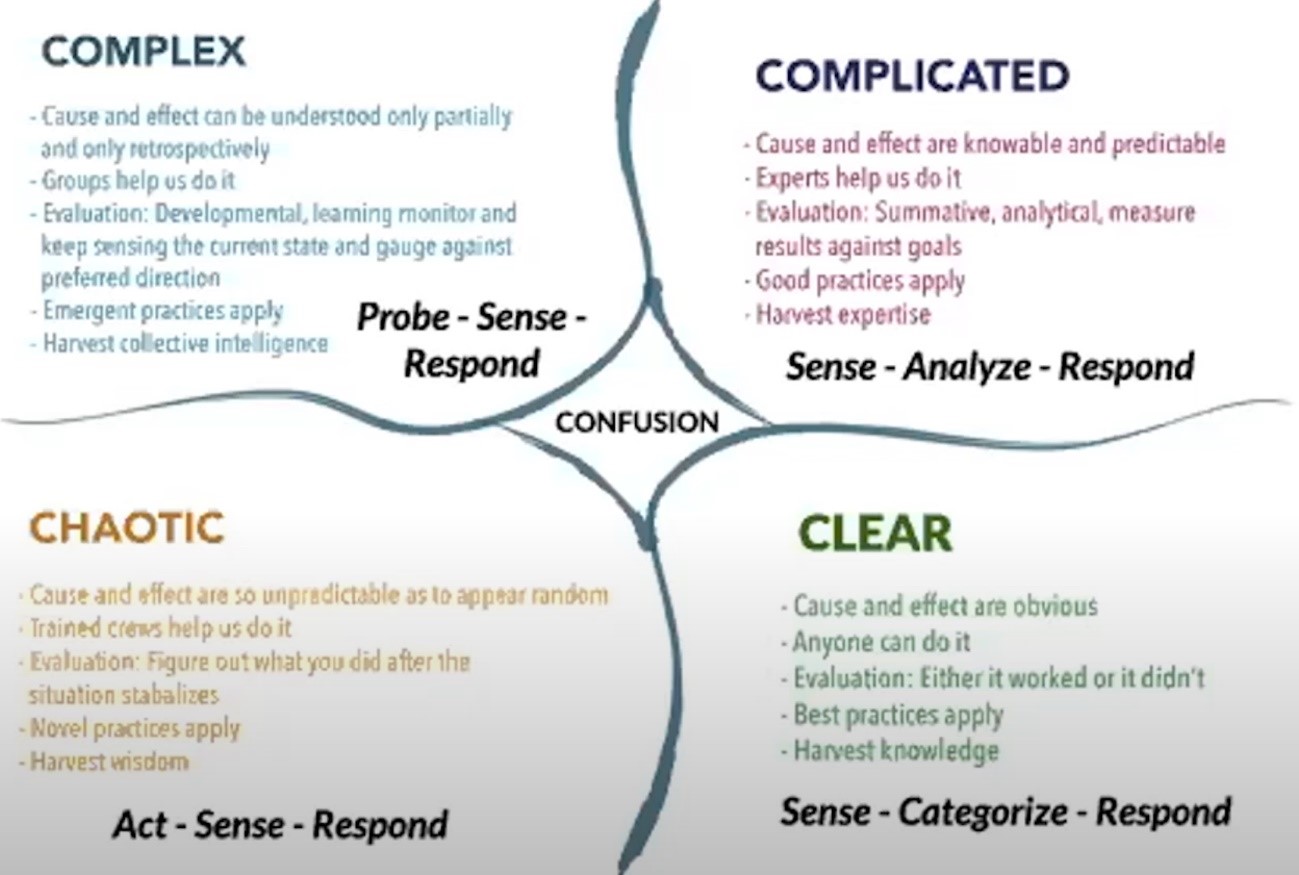 COMPLEX
- Cause and effect can be understood only partially
and only retrospectively
- Groups help us do it
- Evaluation: Developmental, learning monitor and
keep sensing the current state and gauge against
preferred direction
- Emergent practices apply
- Harvest collective intelligence
Probe - Sense -
Respond
COMPLICATED
- Cause and effect are knowable and predictable
- Experts help us do it
- Evaluation: Summative, analytical, measure
results against goals
- Good practices apply
- Harvest expertise
Sense - Analyze - Respond
CONFUSION
CHAOTIC
- Cause and effect are so unpredictable as to appear random
- Trained crews help us do it
- Evaluation: Figure out what you did after the
situation stabalizes
- Novel practices apply
- Harvest wisdom
Act - Sense - Respond
CLEAR
- Cause and effect are obvious
- Anyone can do it
- Evaluation: Either it worked or it didn't
- Best practices apply
- Harvest knowledge
Sense - Categorize - Respond